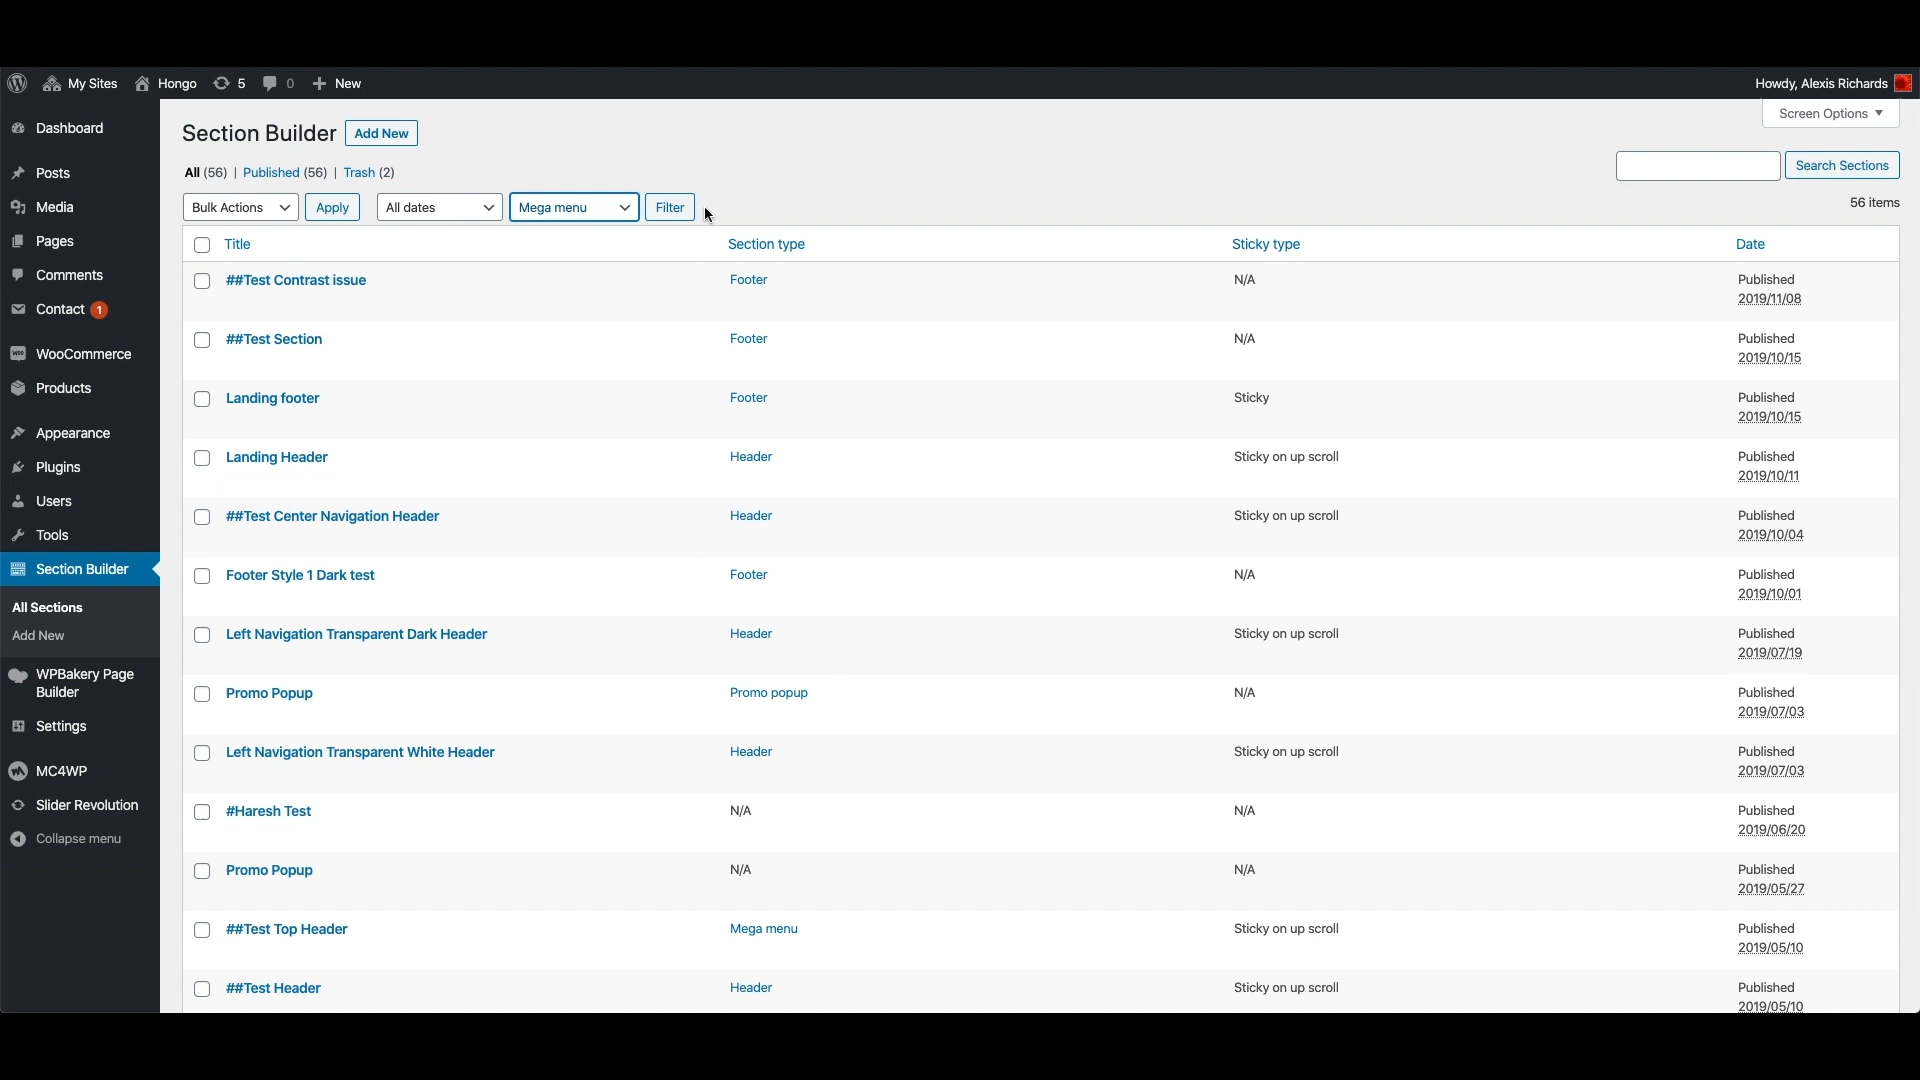 My Sites Hongo 5 0 New Howdy, Alexis Richards
Screen Options
Dashboard
Posts
Media
Pages
Comments
Contact 1
WooCommerce
Products
Appearance
Plugins
Users
Tools
Section Builder
All Sections
Add New
WPBakery Page
Builder
Settings
MC4WP
Slider Revolution
Collapse menu
Section Builder Add New
All (56) | Published (56) | Trash (2)
Search Sections
Bulk Actions Apply All dates Mega menu Filter 56 items
Title Section type Sticky type Date
##Test Contrast issue Footer N/A Published
2019/11/08
##Test Section Footer N/A Published
2019/10/15
Landing footer Footer Sticky Published
2019/10/15
Landing Header Header Sticky on up scroll Published
2019/10/11
##Test Center Navigation Header Header Sticky on up scroll Published
2019/10/04
Footer Style 1 Dark test Footer N/A Published
2019/10/01
Left Navigation Transparent Dark Header Header Sticky on up scroll Published
2019/07/19
Promo Popup Promo popup N/A Published
2019/07/03
Left Navigation Transparent White Header Header Sticky on up scroll Published
2019/07/03
#Haresh Test N/A N/A Published
2019/06/20
Promo Popup N/A N/A Published
2019/05/27
##Test Top Header Mega menu Sticky on up scroll Published
2019/05/10
##Test Header Header Sticky on up scroll Published
2019/05/10